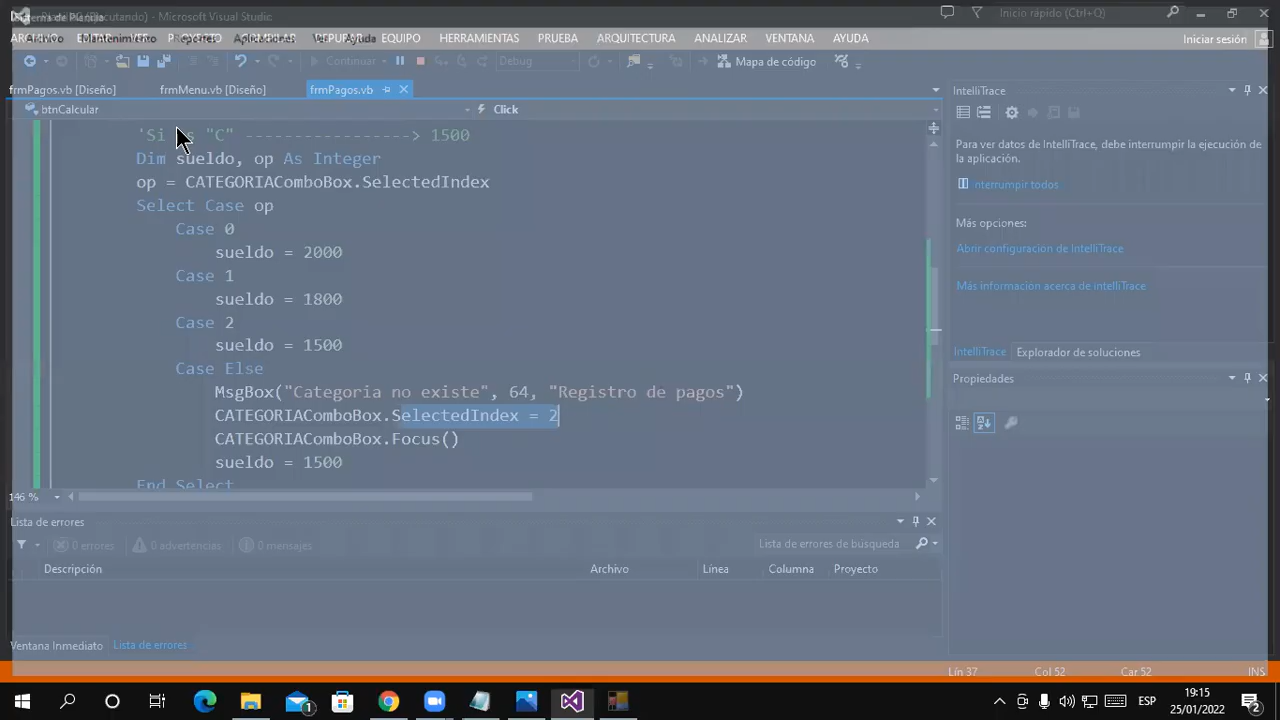 (Ejecutando) - Microsoft Visual Studio
Inicio rápido (Ctrl+Q)
Sistema de Planilla
ARCHIVO EDITAR VER PROYECTO COMPILAR DEPURAR EQUIPO HERRAMIENTAS PRUEBA ARQUITECTURA ANALIZAR VENTANA AYUDA
Iniciar sesión
Archivo Mantenimiento Reportes Aplicaciones Ver Ayuda
Continuar Debug Mapa de código
frmPagos.vb [Diseño] frmMenu.vb [Diseño] frmPagos.vb
btnCalcular Click
'Si es "C" -----------------> 1500
Dim sueldo, op As Integer
op = CATEGORIAComboBox.SelectedIndex
Select Case op
Case 0
sueldo = 2000
Case 1
sueldo = 1800
Case 2
sueldo = 1500
Case Else
MsgBox("Categoria no existe", 64, "Registro de pagos")
CATEGORIAComboBox.SelectedIndex = 2
CATEGORIAComboBox.Focus()
sueldo = 1500
End Select
146 %
IntelliTrace
Para ver datos de IntelliTrace, debe interrumpir la ejecución de
la aplicación.
Interrumpir todos
Más opciones:
Abrir configuración de IntelliTrace
Más información acerca de intelliTrace
IntelliTrace Explorador de soluciones
Propiedades
Lista de errores
0 errores 0 advertencias 0 mensajes
Lista de errores de búsqueda
Descripción Archivo Línea Columna Proyecto
Ventana Inmediato Lista de errores
Lín 37 Col 52 Car 52 INS
ESP
19:15
25/01/2022
1
2